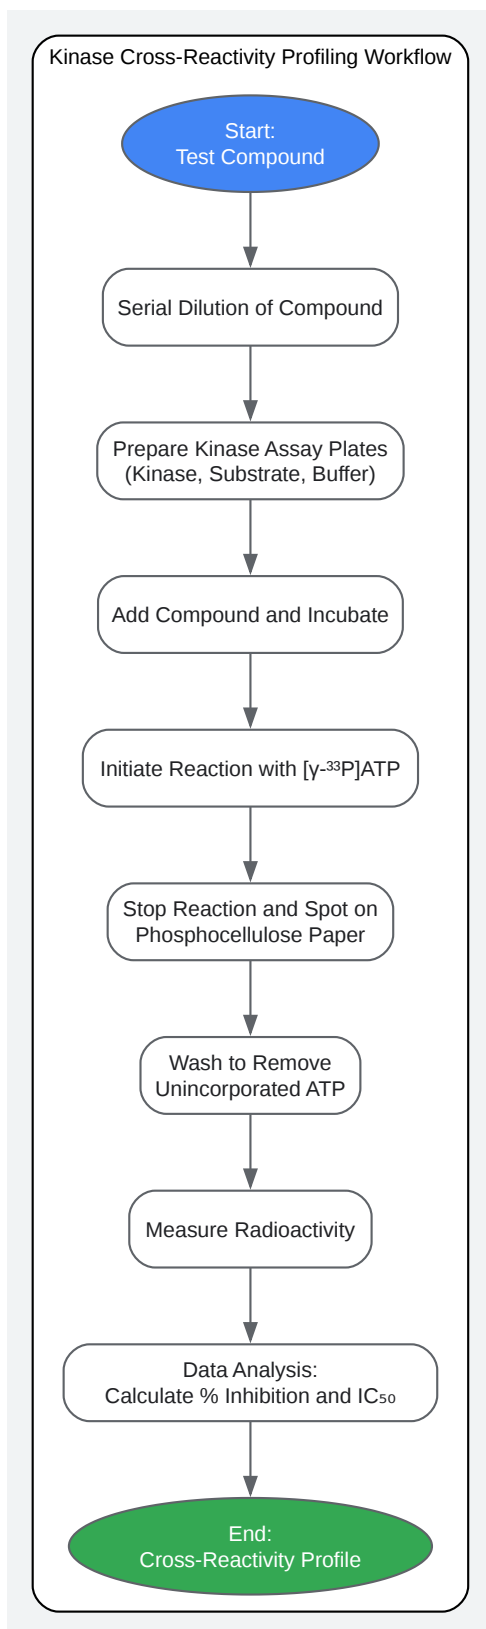 Kinase Cross-Reactivity Profiling Workflow
Start:
Test Compound
Serial Dilution of Compound
Prepare Kinase Assay Plates
(Kinase, Substrate, Buffer)
Add Compound and Incubate
Initiate Reaction with [γ-³³P]ATP
Stop Reaction and Spot on
Phosphocellulose Paper
Wash to Remove
Unincorporated ATP
Measure Radioactivity
Data Analysis:
Calculate % Inhibition and IC₅₀
End:
Cross-Reactivity Profile